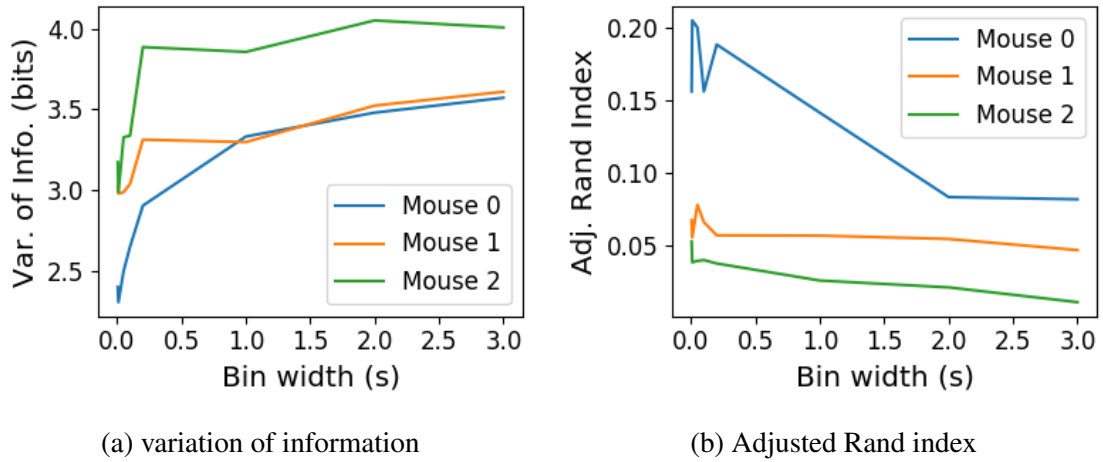 Var. of Info. (bits)
4.0
3.5
3.0
2.5
Mouse 0
Mouse 1
Mouse 2
0.0 0.5 1.0 1.5 2.0 2.5 3.0
Bin width (s)
(a) variation of information
Adj. Rand Index
0.20
0.15
0.10
0.05
Mouse 0
Mouse 1
Mouse 2
0.0 0.5 1.0 1.5 2.0 2.5 3.0
Bin width (s)
(b) Adjusted Rand index